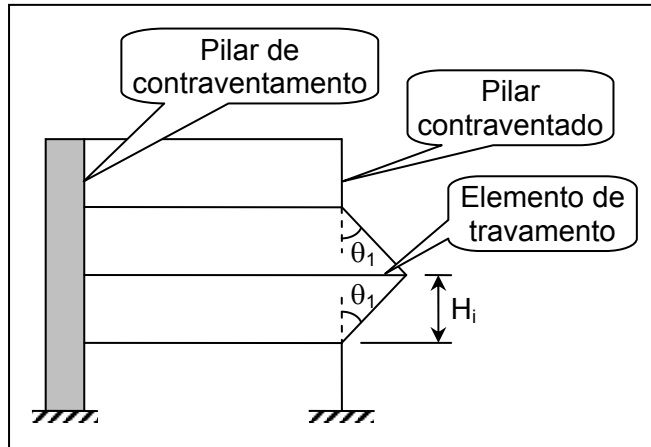 Pilar de
contraventamento
Pilar
contraventado
Elemento de
travamento
θ1
θ1
Hi